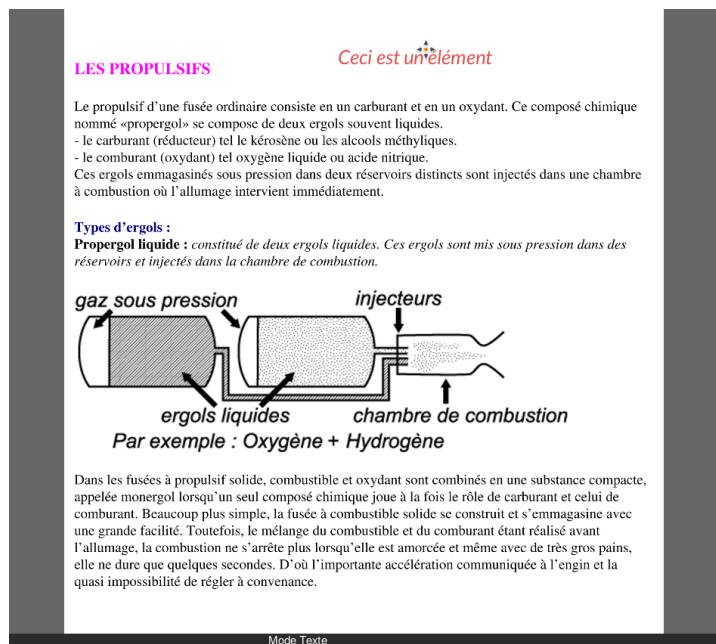 Ceci est un élément
LES PROPULSIFS
Le propulsif d’une fusée ordinaire consiste en un carburant et en un oxydant. Ce composé chimique
nommé «propergol» se compose de deux ergols souvent liquides.
- le carburant (réducteur) tel le kérosène ou les alcools méthyliques.
- le comburant (oxydant) tel oxygène liquide ou acide nitrique.
Ces ergols emmagasinés sous pression dans deux réservoirs distincts sont injectés dans une chambre
à combustion où l’allumage intervient immédiatement.
Types d’ergols :
Propergol liquide : constitué de deux ergols liquides. Ces ergols sont mis sous pression dans des
réservoirs et injectés dans la chambre de combustion.
gaz sous pression
injecteurs
ergols liquides
chambre de combustion
Par exemple : Oxygène + Hydrogène
Dans les fusées à propulsif solide, combustible et oxydant sont combinés en une substance compacte,
appelée monergol lorsqu’un seul composé chimique joue à la fois le rôle de carburant et celui de
comburant. Beaucoup plus simple, la fusée à combustible solide se construit et s’emmagasine avec
une grande facilité. Toutefois, le mélange du combustible et du comburant étant réalisé avant
l’allumage, la combustion ne s’arrête plus lorsqu’elle est amorcée et même avec de très gros pains,
elle ne dure que quelques secondes. D’où l’importante accélération communiquée à l’engin et la
quasi impossibilité de régler à convenance.
Mode Texte